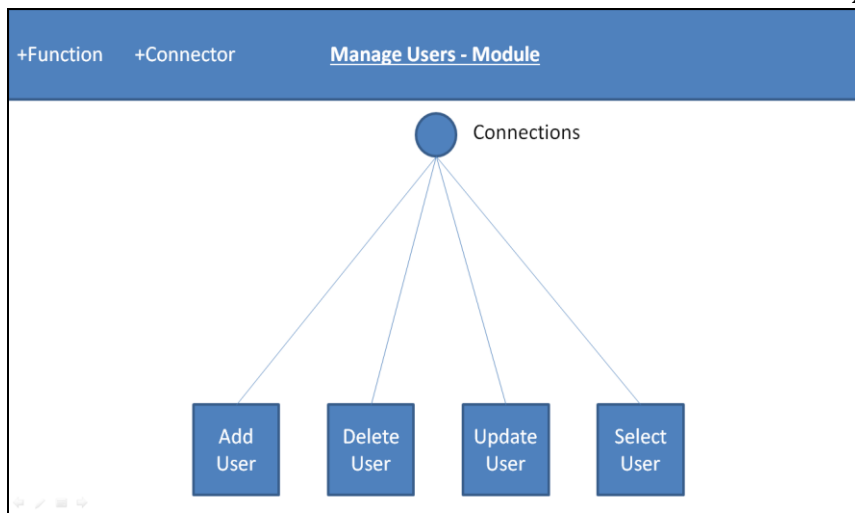 +Function +Connector Manage Users - Module
Connections
Add User
Delete User
Update User
Select User